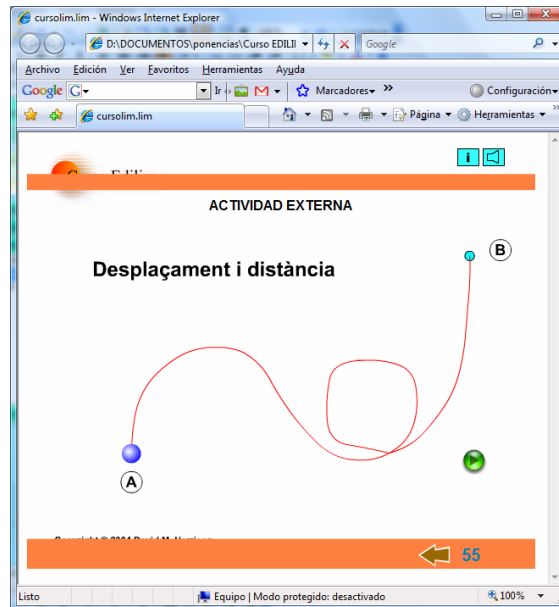 cursolim.lim - Windows Internet Explorer
D:\DOCUMENTOS\ponencias\Curso EDILI
Google
Archivo Edición Ver Favoritos Herramientas Ayuda
Google G Ir M Marcadores Configuración
cursolim.lim Página Herramientas
i
ACTIVIDAD EXTERNA
B
Desplaçament i distància
A
55
Listo Equipo | Modo protegido: desactivado 100%